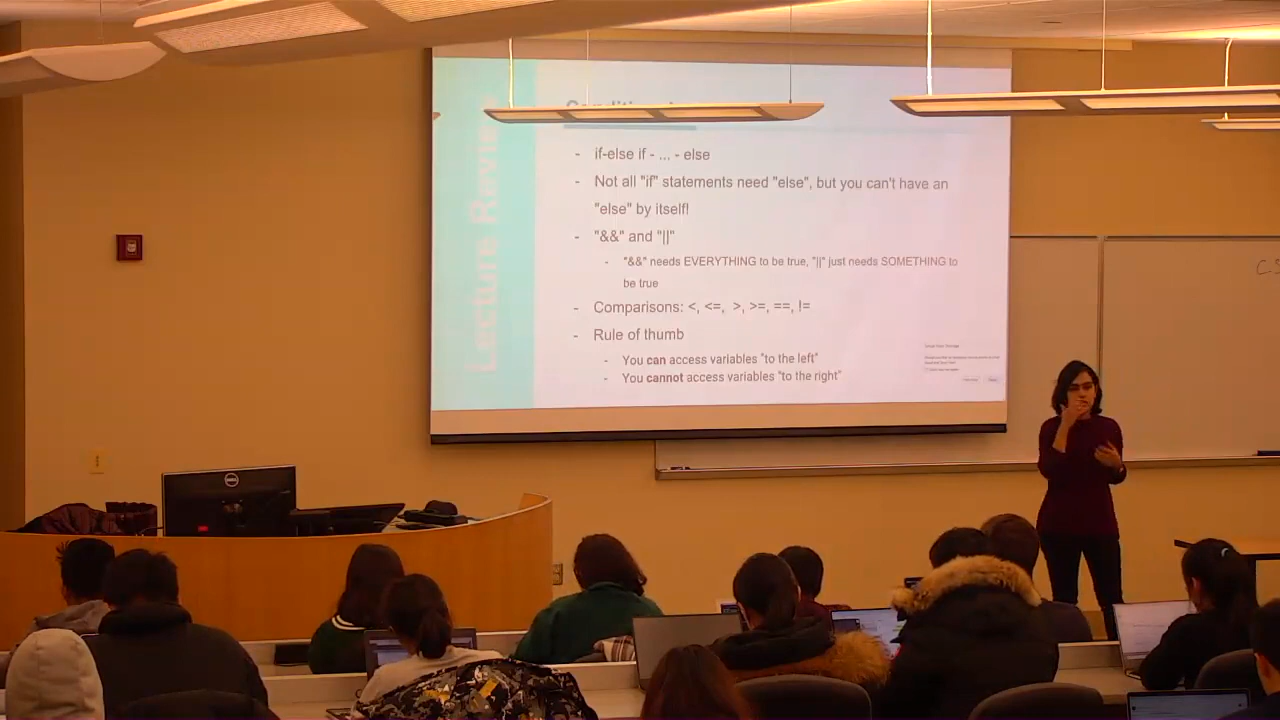 Lecture Review
- if-else if - ... - else
- Not all "if" statements need "else", but you can't have an
"else" by itself!
- "&&" and "||"
- "&&" needs EVERYTHING to be true, "||" just needs SOMETHING to
be true
- Comparisons: <, <=, >, >=, ==, !=
- Rule of thumb
- You can access variables "to the left"
- You cannot access variables "to the right"
DELL